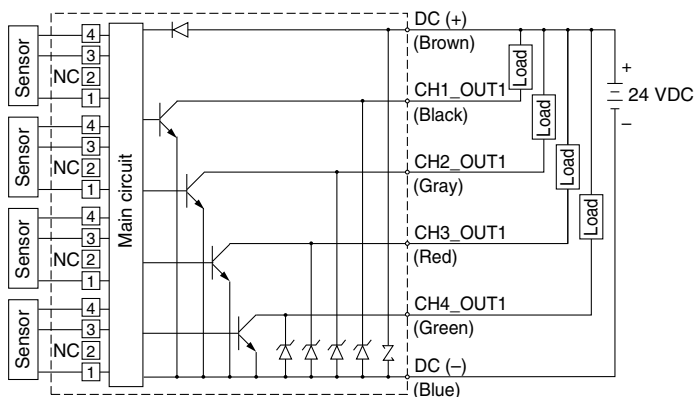 Sensor
4
3
NC 2
1
Sensor
4
3
NC 2
1
Sensor
4
3
NC 2
1
Sensor
4
3
NC 2
1
Main circuit
DC (+)
(Brown)
CH1_OUT1
(Black)
CH2_OUT1
(Gray)
CH3_OUT1
(Red)
CH4_OUT1
(Green)
DC (–)
(Blue)
Load
Load
Load
Load
+
24 VDC
–